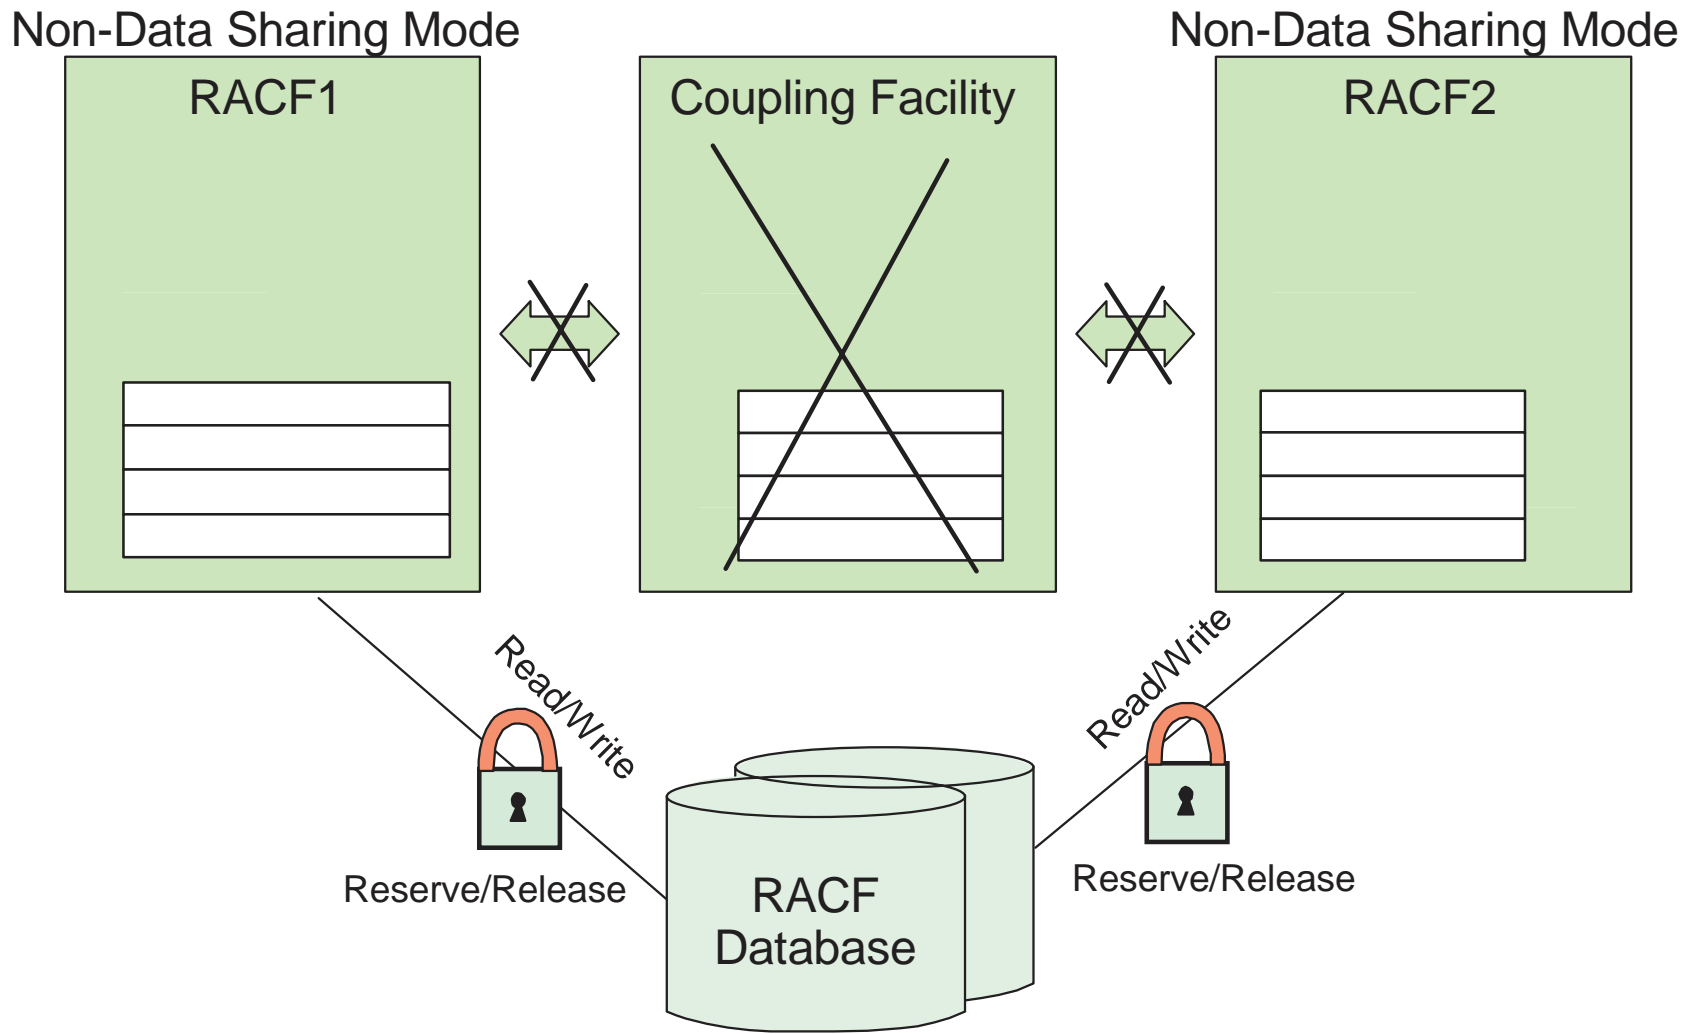 Non-Data Sharing Mode
Non-Data Sharing Mode
RACF1
Coupling Facility
RACF2
Read/Write
Read/Write
Reserve/Release
Reserve/Release
RACF
Database